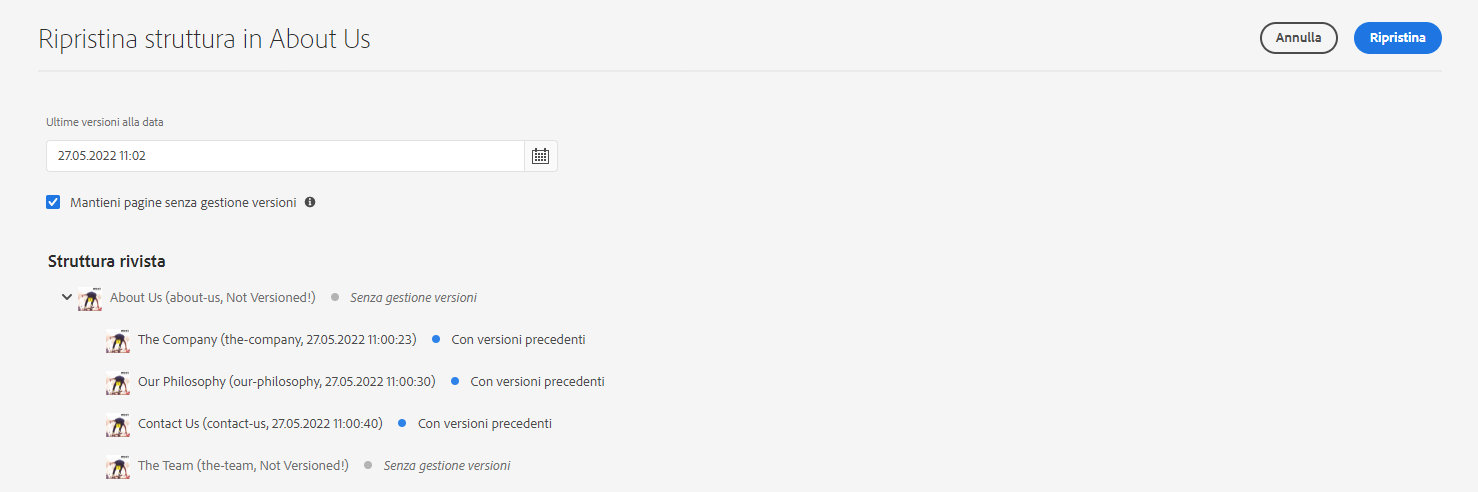 Ripristina struttura in About Us
Annulla
Ripristina
Ultime versioni alla data
27.05.2022 11:02
Mantieni pagine senza gestione versioni
Struttura rivista
About Us (about-us, Not Versioned!) Senza gestione versioni
The Company (the-company, 27.05.2022 11:00:23) Con versioni precedenti
Our Philosophy (our-philosophy, 27.05.2022 11:00:30) Con versioni precedenti
Contact Us (contact-us, 27.05.2022 11:00:40) Con versioni precedenti
The Team (the-team, Not Versioned!) Senza gestione versioni